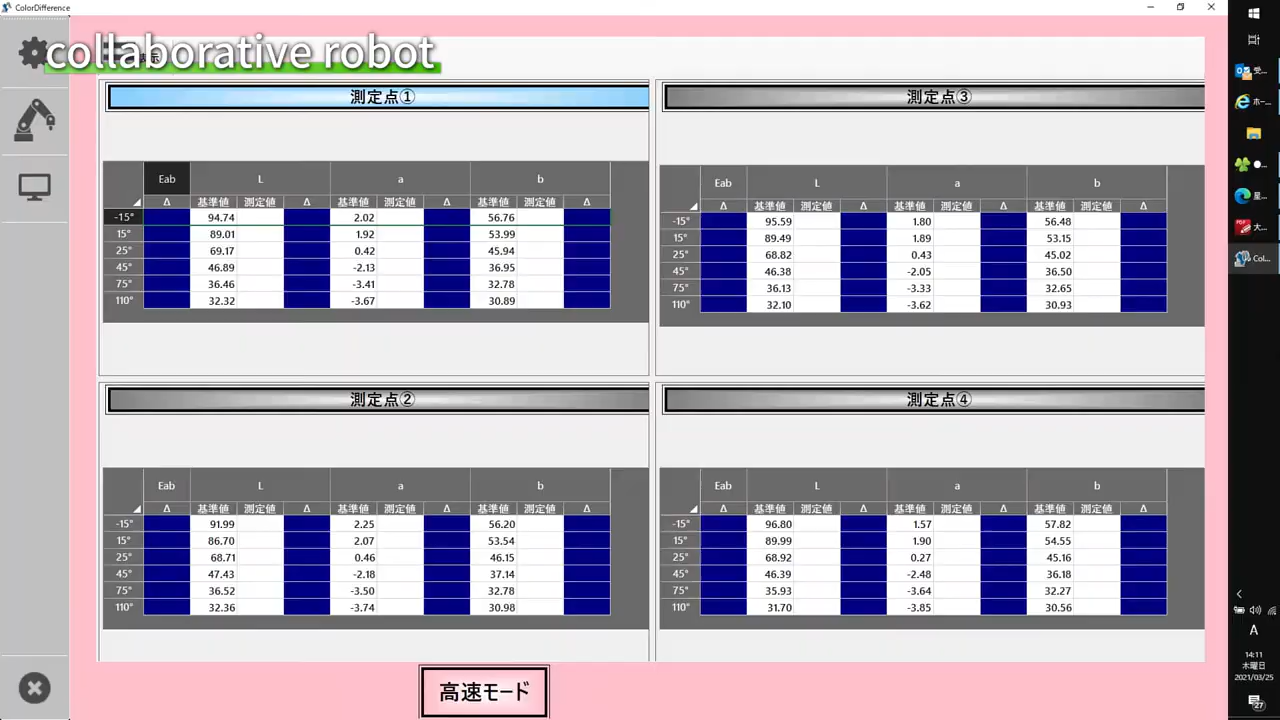 ColorDifference
collaborative robot
測定点①
Eab L a b
Δ 基準値 測定値 Δ 基準値 測定値 Δ 基準値 測定値 Δ
-15° 94.74 2.02 56.76
15° 89.01 1.92 53.99
25° 69.17 0.42 45.94
45° 46.89 -2.13 36.95
75° 36.46 -3.41 32.78
110° 32.32 -3.67 30.89
測定点③
Eab L a b
Δ 基準値 測定値 Δ 基準値 測定値 Δ 基準値 測定値 Δ
-15° 95.59 1.80 56.48
15° 89.49 1.89 53.15
25° 68.82 0.43 45.02
45° 46.38 -2.05 36.50
75° 36.13 -3.33 32.65
110° 32.10 -3.62 30.93
測定点②
Eab L a b
Δ 基準値 測定値 Δ 基準値 測定値 Δ 基準値 測定値 Δ
-15° 91.99 2.25 56.20
15° 86.70 2.07 53.54
25° 68.71 0.46 46.15
45° 47.43 -2.18 37.14
75° 36.52 -3.50 32.78
110° 32.36 -3.74 30.98
測定点④
Eab L a b
Δ 基準値 測定値 Δ 基準値 測定値 Δ 基準値 測定値 Δ
-15° 96.80 1.57 57.82
15° 89.99 1.90 54.55
25° 68.92 0.27 45.16
45° 46.39 -2.48 36.18
75° 35.93 -3.64 32.27
110° 31.70 -3.85 30.56
高速モード
受...
ホー...
星...
大...
Col...
A
14:11
木曜日
2021/03/25
27